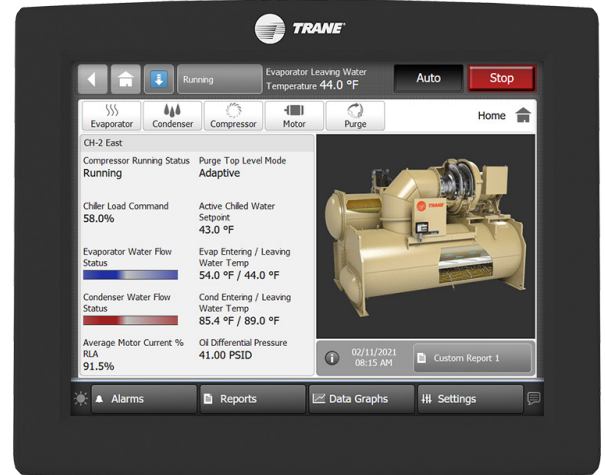 TRANE
Running
Evaporator Leaving Water
Temperature 44.0 °F
Auto
Stop
Evaporator
Condenser
Compressor
Motor
Purge
Home
CH-2 East
Compressor Running Status
Running
Purge Top Level Mode
Adaptive
Chiller Load Command
58.0%
Active Chilled Water
Setpoint
43.0 °F
Evaporator Water Flow
Status
Evap Entering / Leaving
Water Temp
54.0 °F / 44.0 °F
Condenser Water Flow
Status
Cond Entering / Leaving
Water Temp
85.4 °F / 89.0 °F
Average Motor Current %
RLA
91.5%
Oil Differential Pressure
41.00 PSID
TRANE
02/11/2021
08:15 AM
Custom Report 1
Alarms
Reports
Data Graphs
Settings